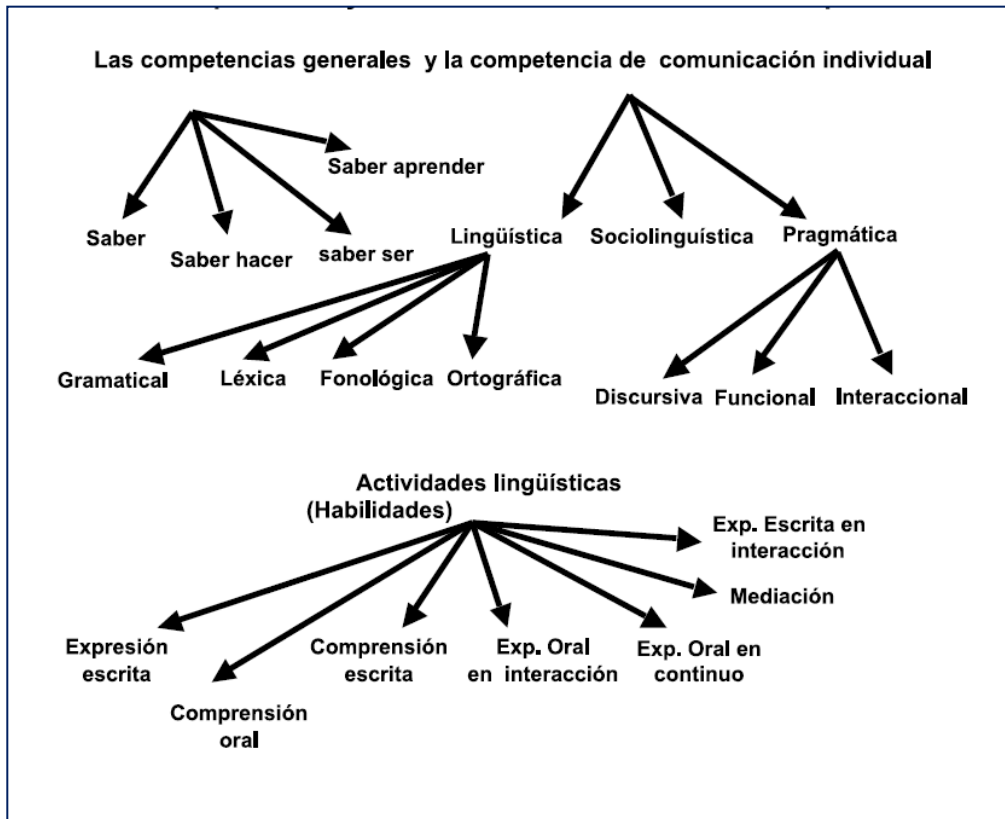 Las competencias generales y la competencia de comunicación individual
Saber aprender
Saber
Saber hacer
saber ser
Lingüística
Sociolinguística
Pragmática
Gramatical
Léxica
Fonológica
Ortográfica
Discursiva
Funcional
Interaccional
Actividades lingüísticas
(Habilidades)
Exp. Escrita en
interacción
Mediación
Expresión
escrita
Comprensión
oral
Comprensión
escrita
Exp. Oral
en interacción
Exp. Oral en
continuo